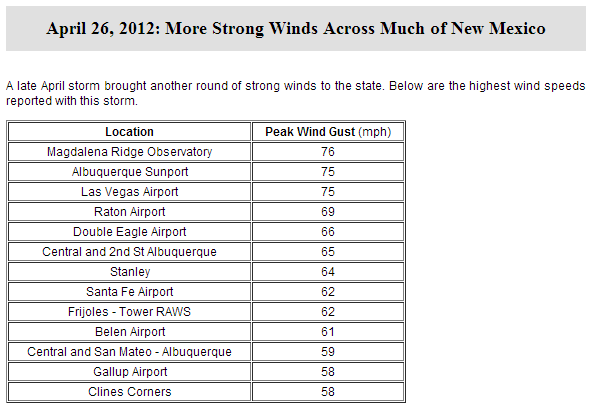 April 26, 2012: More Strong Winds Across Much of New Mexico
A late April storm brought another round of strong winds to the state. Below are the highest wind speeds
reported with this storm.
Location Peak Wind Gust (mph)
Magdalena Ridge Observatory 76
Albuquerque Sunport 75
Las Vegas Airport 75
Raton Airport 69
Double Eagle Airport 66
Central and 2nd St Albuquerque 65
Stanley 64
Santa Fe Airport 62
Frijoles - Tower RAWS 62
Belen Airport 61
Central and San Mateo - Albuquerque 59
Gallup Airport 58
Clines Corners 58